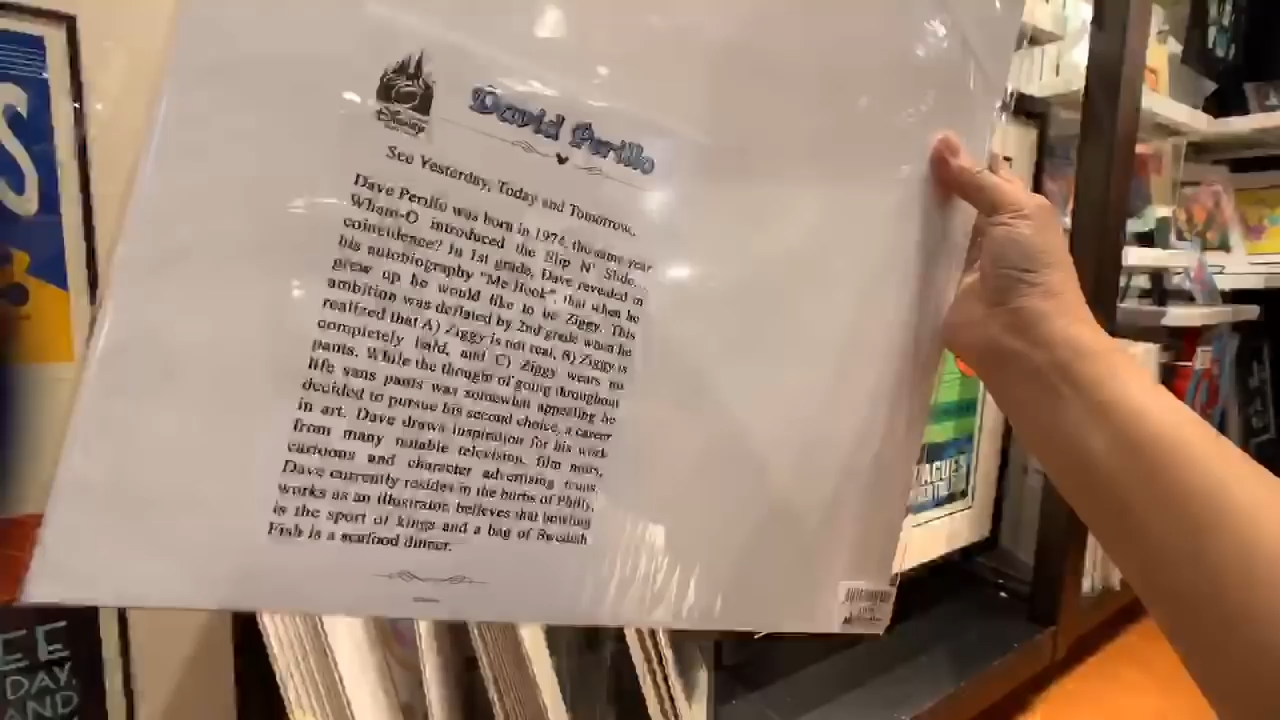 S
Disney
David Perillo
See Yesterday, Today and Tomorrow.
Dave Perillo was born in 1974, the same year
Wham-O introduced the Slip N' Slide...
coincidence? In 1st grade, Dave revealed in
his autobiography "Me Book", that when he
grew up he would like to be Ziggy. This
ambition was deflated by 2nd grade when he
realized that A) Ziggy is not real, B) Ziggy is
completely bald, and C) Ziggy wears no
pants. While the thought of going throughout
life sans pants was somewhat appealing he
decided to pursue his second choice, a career
in art. Dave draws inspiration for his work
from many notable television, film noirs,
cartoons and character advertising icons.
Dave currently resides in the burbs of Philly,
works as an illustrator, believes that bowling
is the sport of kings and a bag of Swedish
Fish is a seafood dinner.
EE
DAY,
AND
AGUES